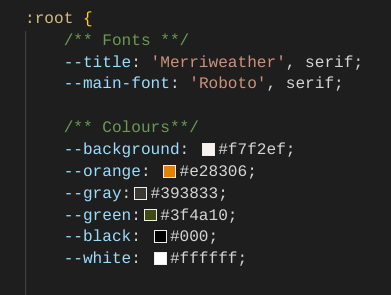 :root {
/** Fonts **/
--title: 'Merriweather', serif;
--main-font: 'Roboto', serif;
/** Colours**/
--background: #f7f2ef;
--orange: #e28306;
--gray:#393833;
--green:#3f4a10;
--black: #000;
--white: #ffffff;